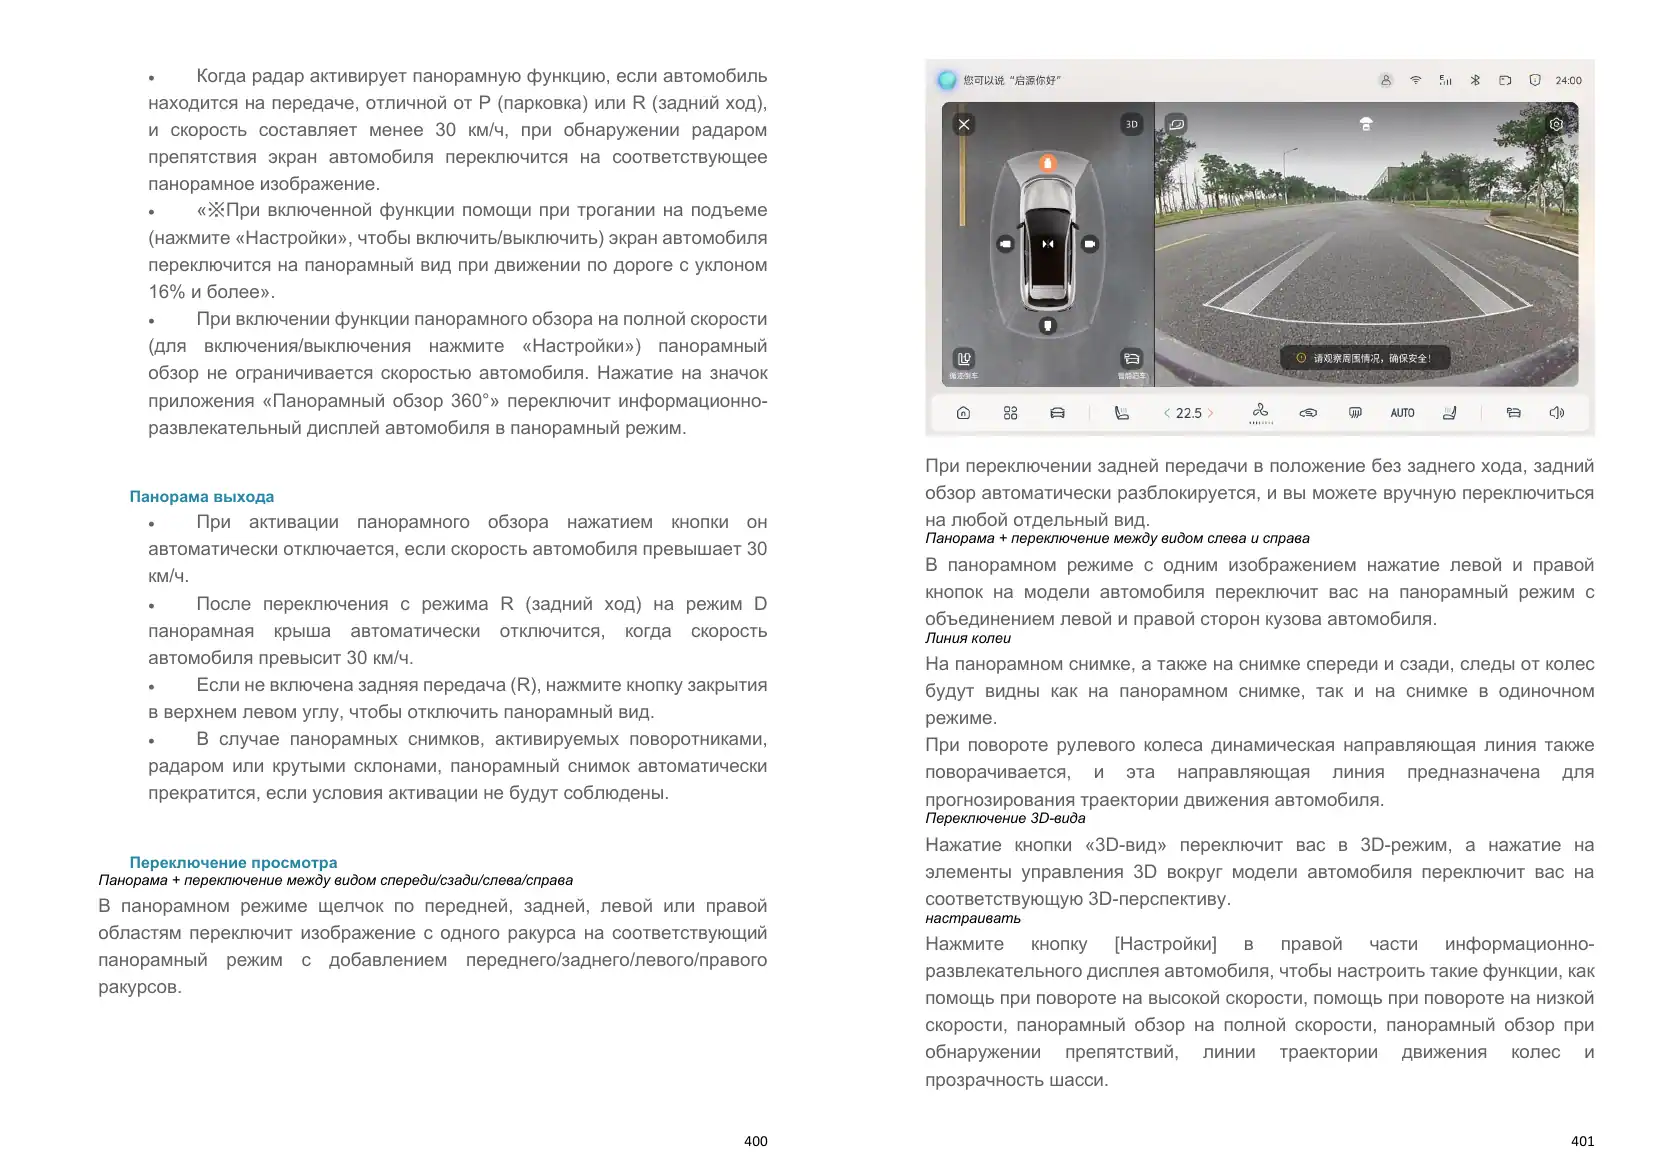 • Когда радар активирует панорамную функцию, если автомобиль
находится на передаче, отличной от P (парковка) или R (задний ход),
и скорость составляет менее 30 км/ч, при обнаружении радаром
препятствия экран автомобиля переключится на соответствующее
панорамное изображение.
• «※При включенной функции помощи при трогании на подъеме
(нажмите «Настройки», чтобы включить/выключить) экран автомобиля
переключится на панорамный вид при движении по дороге с уклоном
16% и более».
• При включении функции панорамного обзора на полной скорости
(для включения/выключения нажмите «Настройки») панорамный
обзор не ограничивается скоростью автомобиля. Нажатие на значок
приложения «Панорамный обзор 360°» переключит информационно-
развлекательный дисплей автомобиля в панорамный режим.
Панорама выхода
• При активации панорамного обзора нажатием кнопки он
автоматически отключается, если скорость автомобиля превышает 30
км/ч.
• После переключения с режима R (задний ход) на режим D
панорамная крыша автоматически отключится, когда скорость
автомобиля превысит 30 км/ч.
• Если не включена задняя передача (R), нажмите кнопку закрытия
в верхнем левом углу, чтобы отключить панорамный вид.
• В случае панорамных снимков, активируемых поворотниками,
радаром или крутыми склонами, панорамный снимок автоматически
прекратится, если условия активации не будут соблюдены.
Переключение просмотра
Панорама + переключение между видом спереди/сзади/слева/справа
В панорамном режиме щелчок по передней, задней, левой или правой
областям переключит изображение с одного ракурса на соответствующий
панорамный режим с добавлением переднего/заднего/левого/правого
ракурсов.
400
您可以说“启源你好”
24:00
3D
请观察周围情况，确保安全！
循迹倒车
智能泊车
22.5
AUTO
При переключении задней передачи в положение без заднего хода, задний
обзор автоматически разблокируется, и вы можете вручную переключиться
на любой отдельный вид.
Панорама + переключение между видом слева и справа
В панорамном режиме с одним изображением нажатие левой и правой
кнопок на модели автомобиля переключит вас на панорамный режим с
объединением левой и правой сторон кузова автомобиля.
Линия колеи
На панорамном снимке, а также на снимке спереди и сзади, следы от колес
будут видны как на панорамном снимке, так и на снимке в одиночном
режиме.
При повороте рулевого колеса динамическая направляющая линия также
поворачивается, и эта направляющая линия предназначена для
прогнозирования траектории движения автомобиля.
Переключение 3D-вида
Нажатие кнопки «3D-вид» переключит вас в 3D-режим, а нажатие на
элементы управления 3D вокруг модели автомобиля переключит вас на
соответствующую 3D-перспективу.
настраивать
Нажмите кнопку [Настройки] в правой части информационно-
развлекательного дисплея автомобиля, чтобы настроить такие функции, как
помощь при повороте на высокой скорости, помощь при повороте на низкой
скорости, панорамный обзор на полной скорости, панорамный обзор при
обнаружении препятствий, линии траектории движения колес и
прозрачность шасси.
401